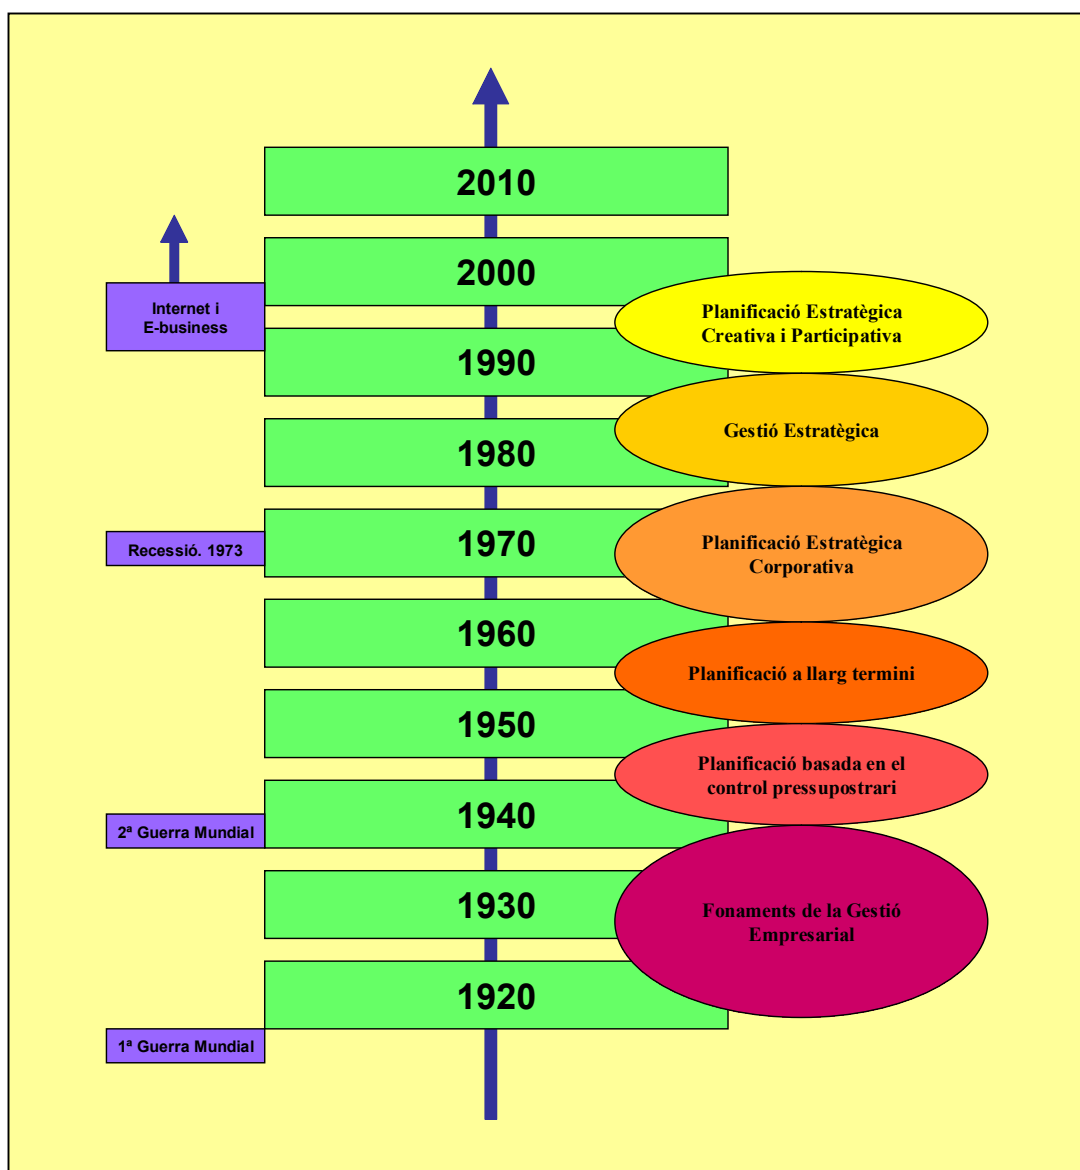 2010
2000
Internet i
E-business
Planificació Estratègica
Creativa i Participativa
1990
Gestió Estratègica
1980
Recessió. 1973
1970
Planificació Estratègica
Corporativa
1960
Planificació a llarg termini
1950
Planificació basada en el
control pressupostrari
2ª Guerra Mundial
1940
1930
Fonaments de la Gestió
Empresarial
1920
1ª Guerra Mundial